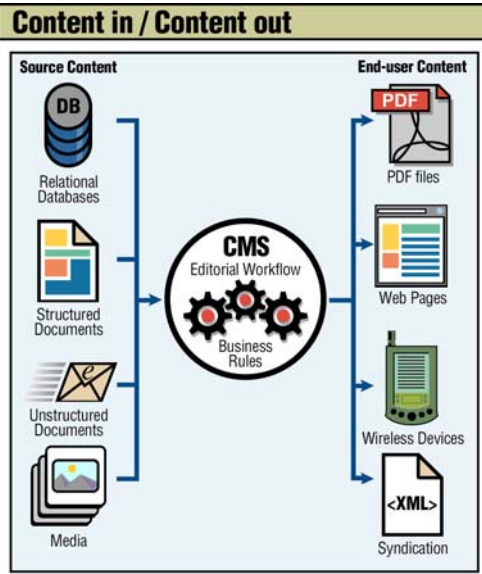 Content in / Content out
Source Content
DB
Relational
Databases
Structured
Documents
e
Unstructured
Documents
Media
CMS
Editorial Workflow
Business
Rules
End-user Content
PDF
PDF files
Web Pages
Wireless Devices
<XML>
Syndication